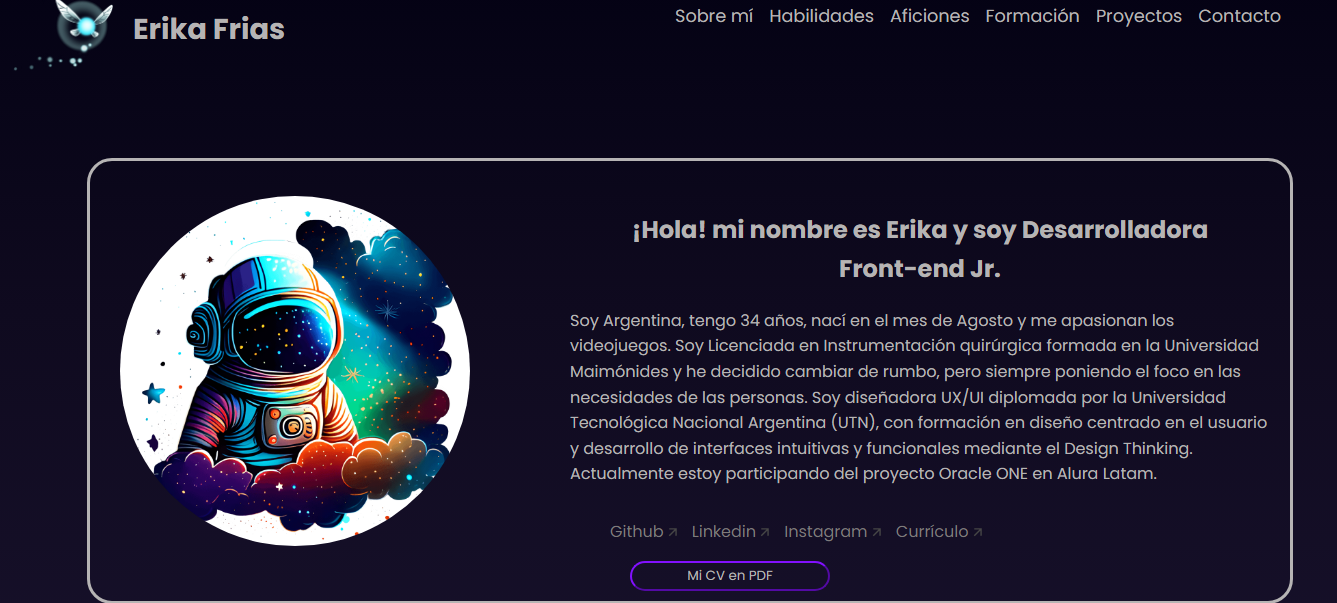 Erika Frias
Sobre mí Habilidades Aficiones Formación Proyectos Contacto
¡Hola! mi nombre es Erika y soy Desarrolladora
Front-end Jr.
Soy Argentina, tengo 34 años, nací en el mes de Agosto y me apasionan los
videojuegos. Soy Licenciada en Instrumentación quirúrgica formada en la Universidad
Maimónides y he decidido cambiar de rumbo, pero siempre poniendo el foco en las
necesidades de las personas. Soy diseñadora UX/UI diplomada por la Universidad
Tecnológica Nacional Argentina (UTN), con formación en diseño centrado en el usuario
y desarrollo de interfaces intuitivas y funcionales mediante el Design Thinking.
Actualmente estoy participando del proyecto Oracle ONE en Alura Latam.
Github Linkedin Instagram Currículo
Mi CV en PDF